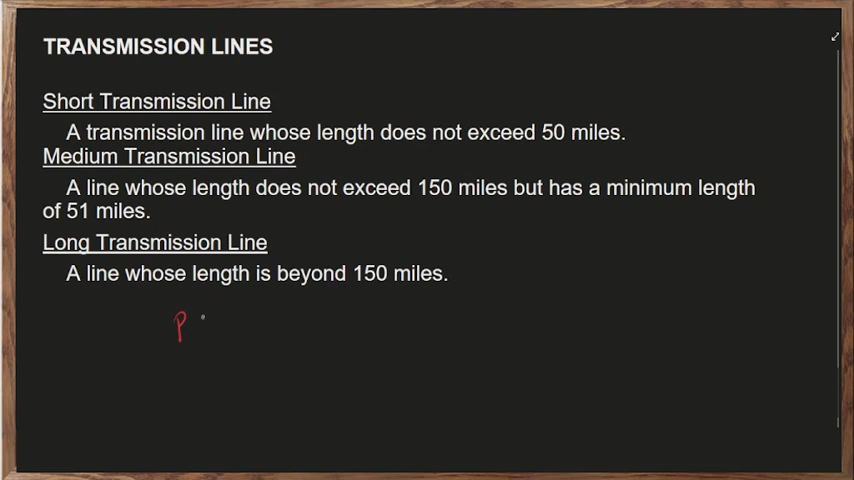 TRANSMISSION LINES
Short Transmission Line
A transmission line whose length does not exceed 50 miles.
Medium Transmission Line
A line whose length does not exceed 150 miles but has a minimum length
of 51 miles.
Long Transmission Line
A line whose length is beyond 150 miles.
P